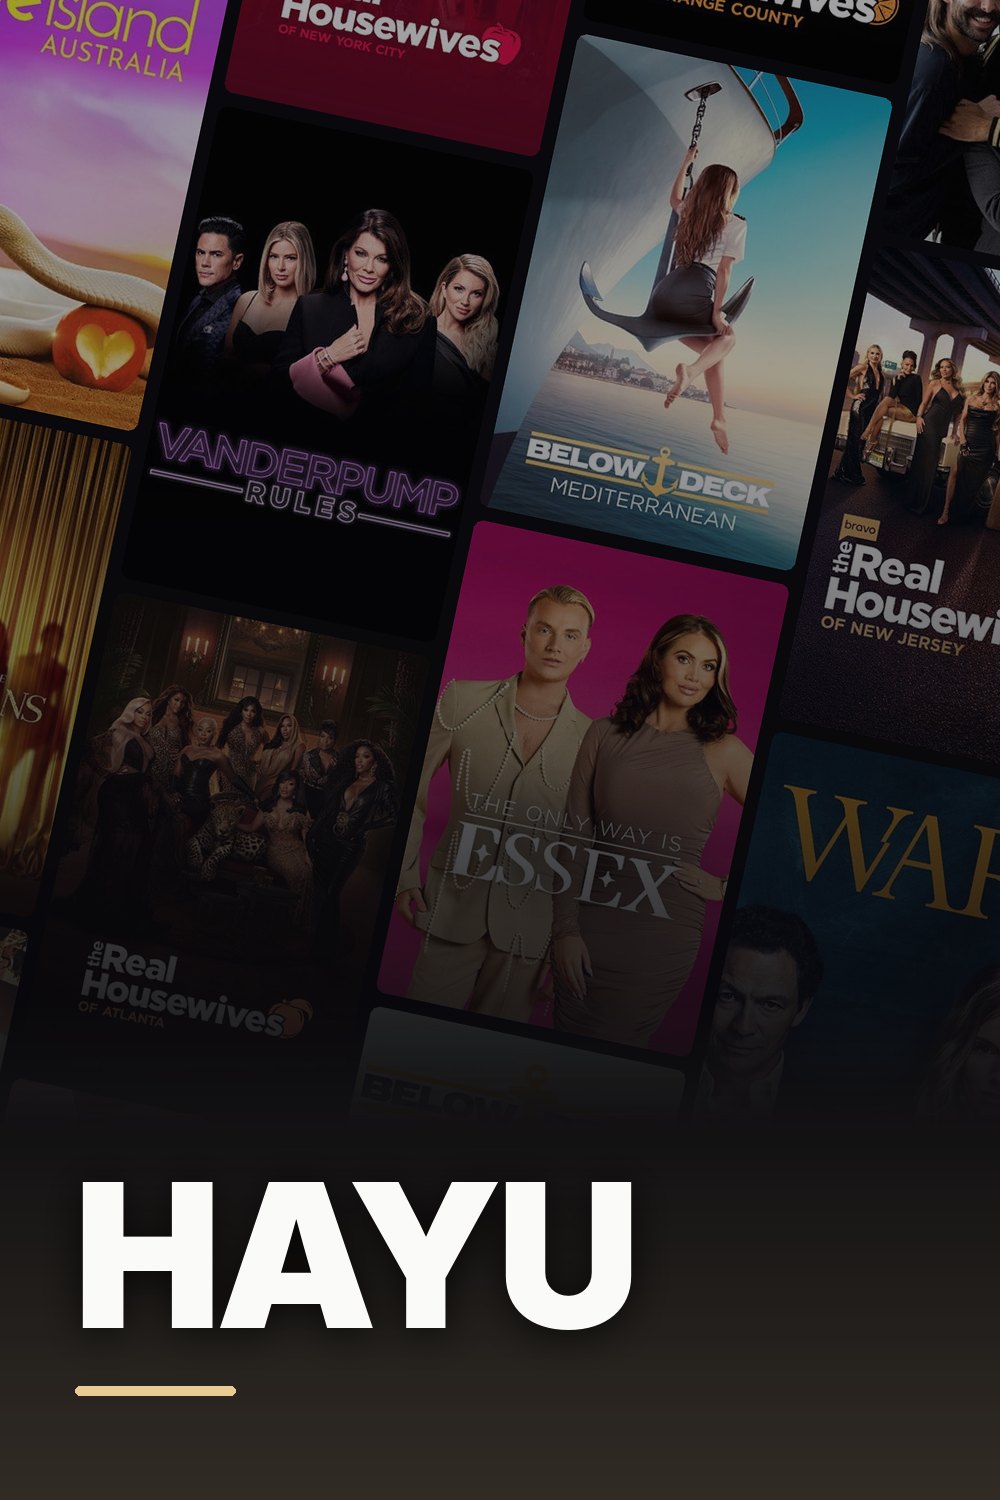 island
AUSTRALIA
Housewives
OF NEW YORK CITY
ORANGE COUNTY
VANDERPUMP
RULES
BELOW DECK
MEDITERRANEAN
bravo
the Real
OF NEW JERSEY
THE ONLY WAY IS
ESSEX
the Real
Housewives
OF ATLANTA
BELOW
HAYU